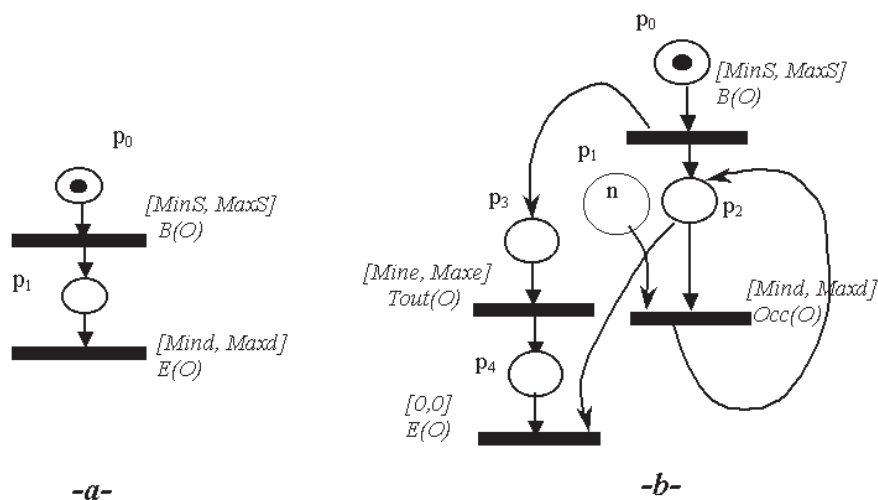 p0
[MinS, MaxS]
B(O)
p1
[Mind, Maxd]
E(O)
-a-
p0
[MinS, MaxS]
B(O)
p1
n
p2
p3
[Mine, Maxe]
Tout(O)
[Mind, Maxd]
Occ(O)
p4
[0,0]
E(O)
-b-